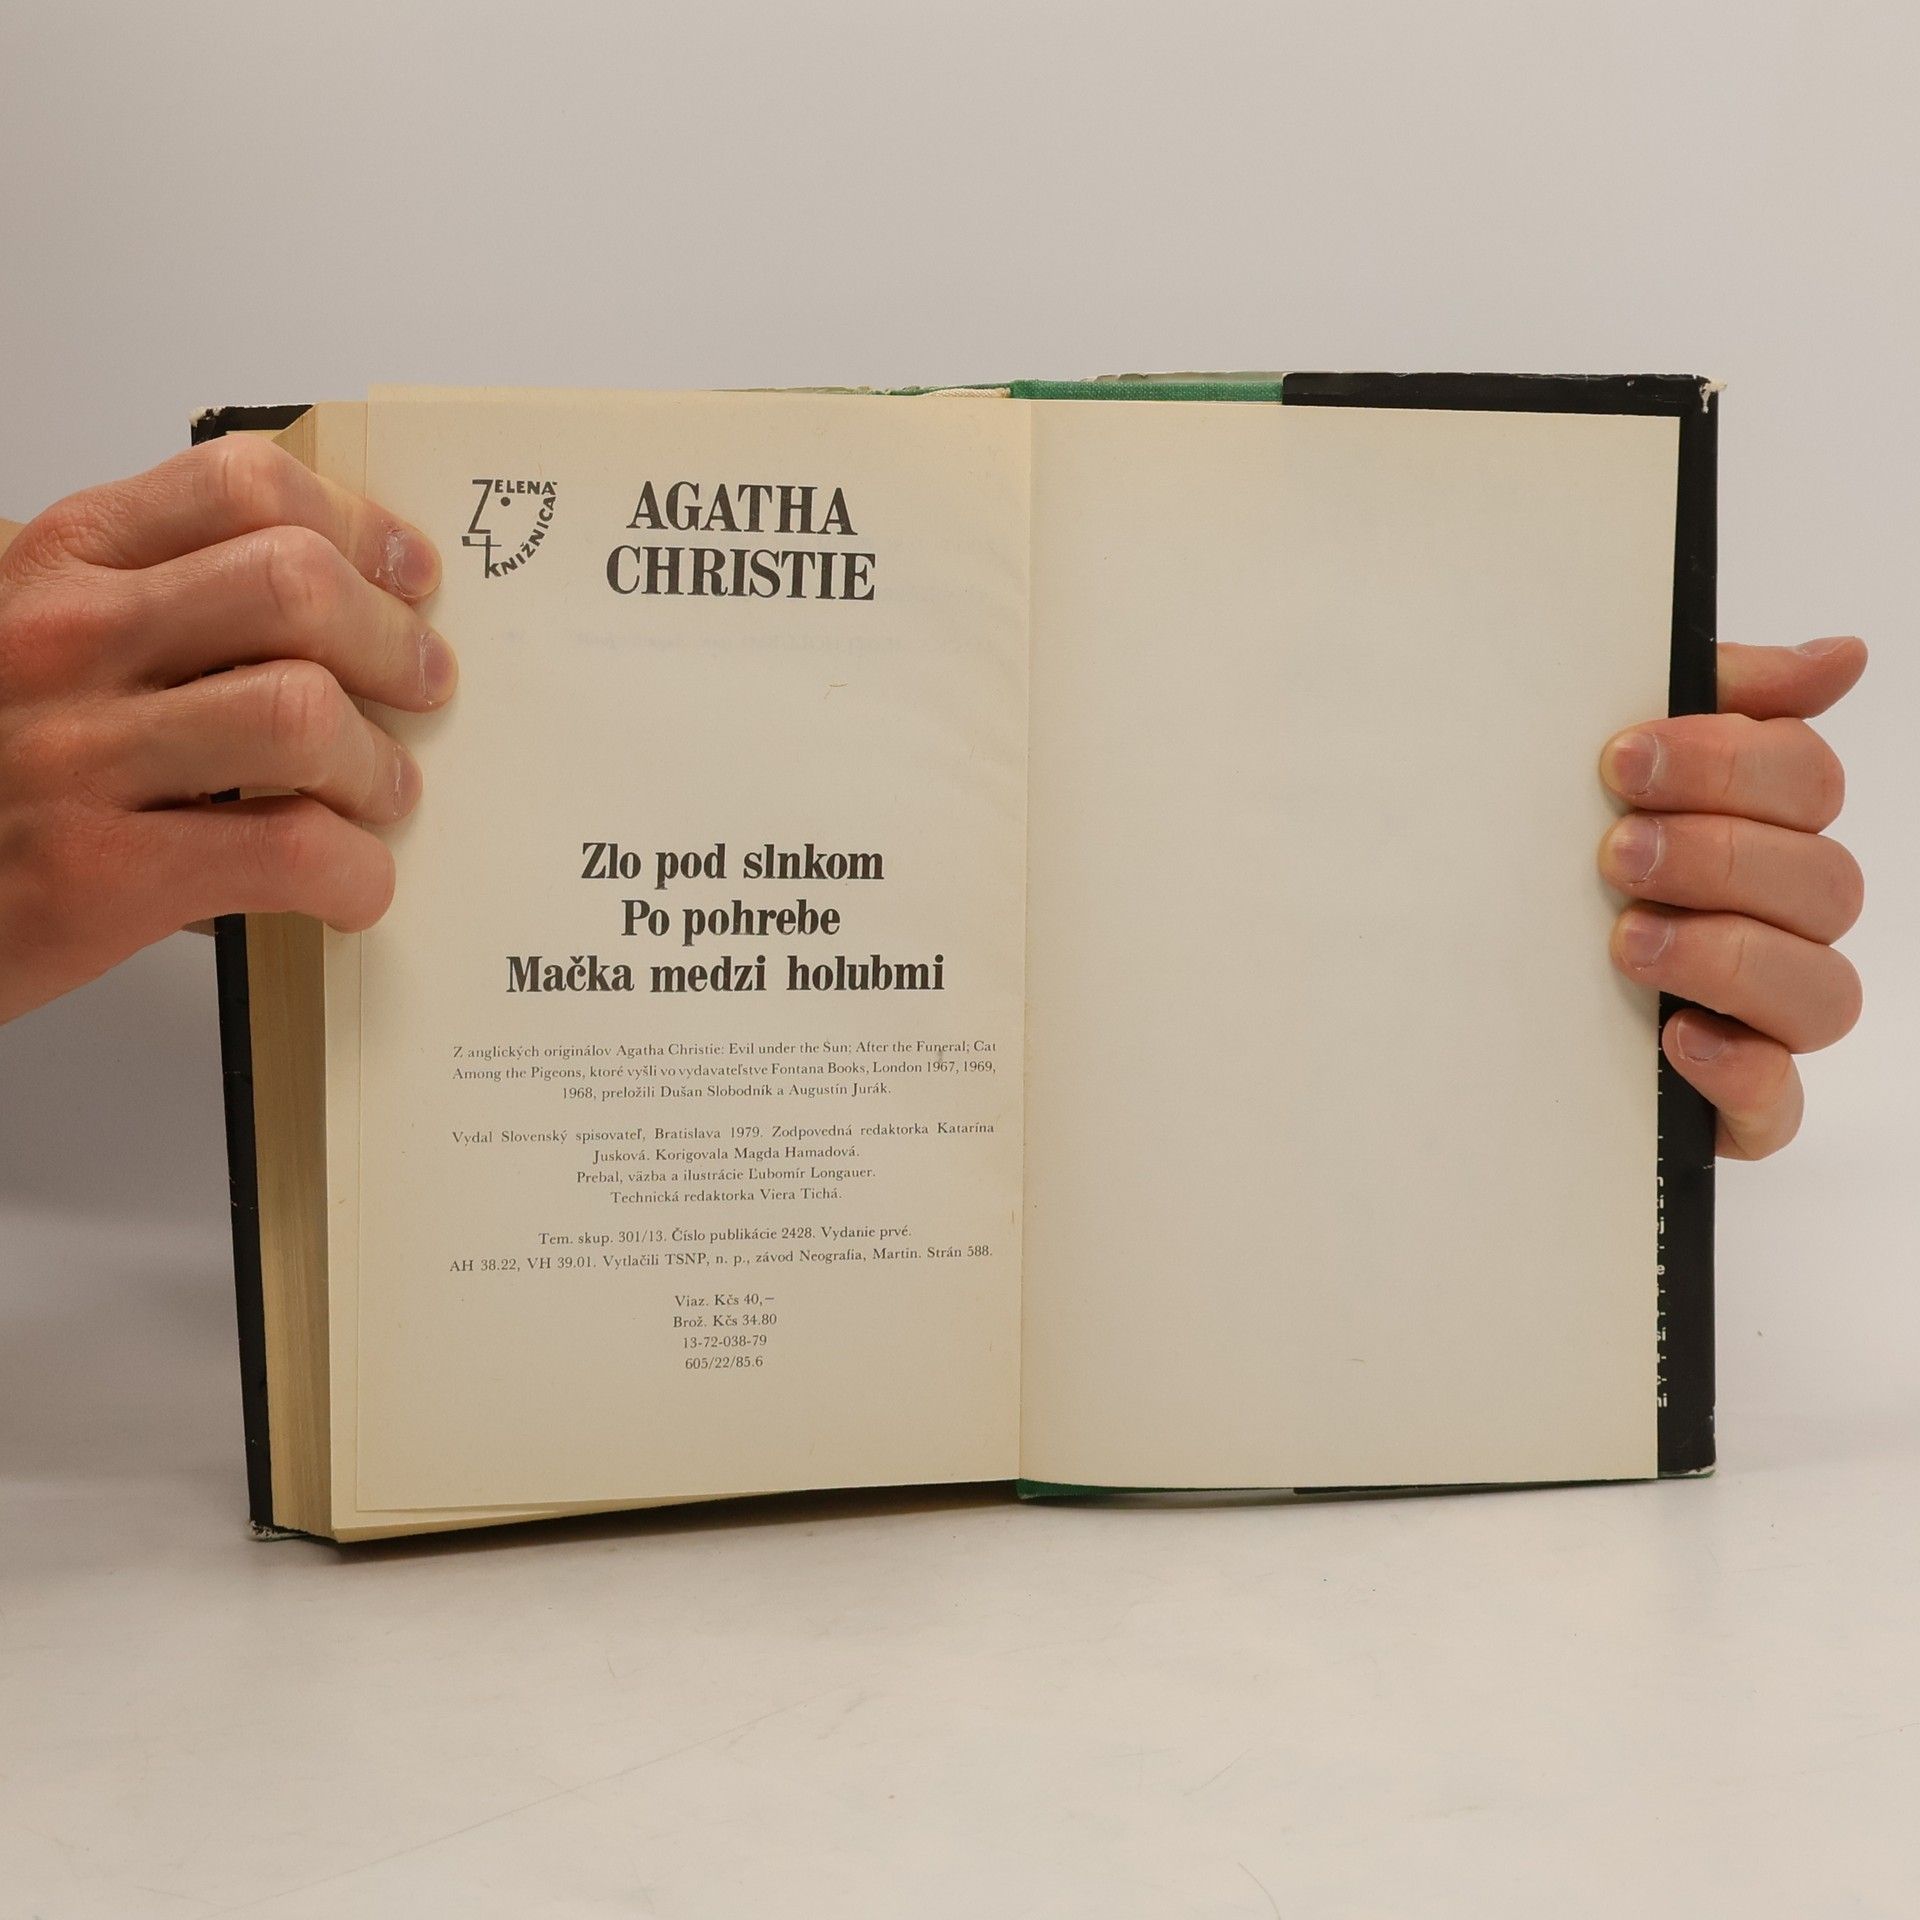 ZELENÁ KNIŽNICA
AGATHA
CHRISTIE
Zlo pod slnkom
Po pohrebe
Mačka medzi holubmi
Z anglických originálov Agatha Christie: Evil under the Sun; After the Funeral; Cat
Among the Pigeons, ktoré vyšli vo vydavateľstve Fontana Books, London 1967, 1969,
1968, preložili Dušan Slobodník a Augustín Jurák.
Vydal Slovenský spisovateľ, Bratislava 1979. Zodpovedná redaktorka Katarína
Jusková. Korigovala Magda Hamadová.
Prebal, väzba a ilustrácie Ľubomír Longauer.
Technická redaktorka Viera Tichá.
Tem. skup. 301/13. Číslo publikácie 2428. Vydanie prvé.
AH 38.22, VH 39.01. Vytlačili TSNP, n. p., závod Neografia, Martin. Strán 588.
Viaz. Kčs 40,—
Brož. Kčs 34.80
13-72-038-79
605/22/85.6